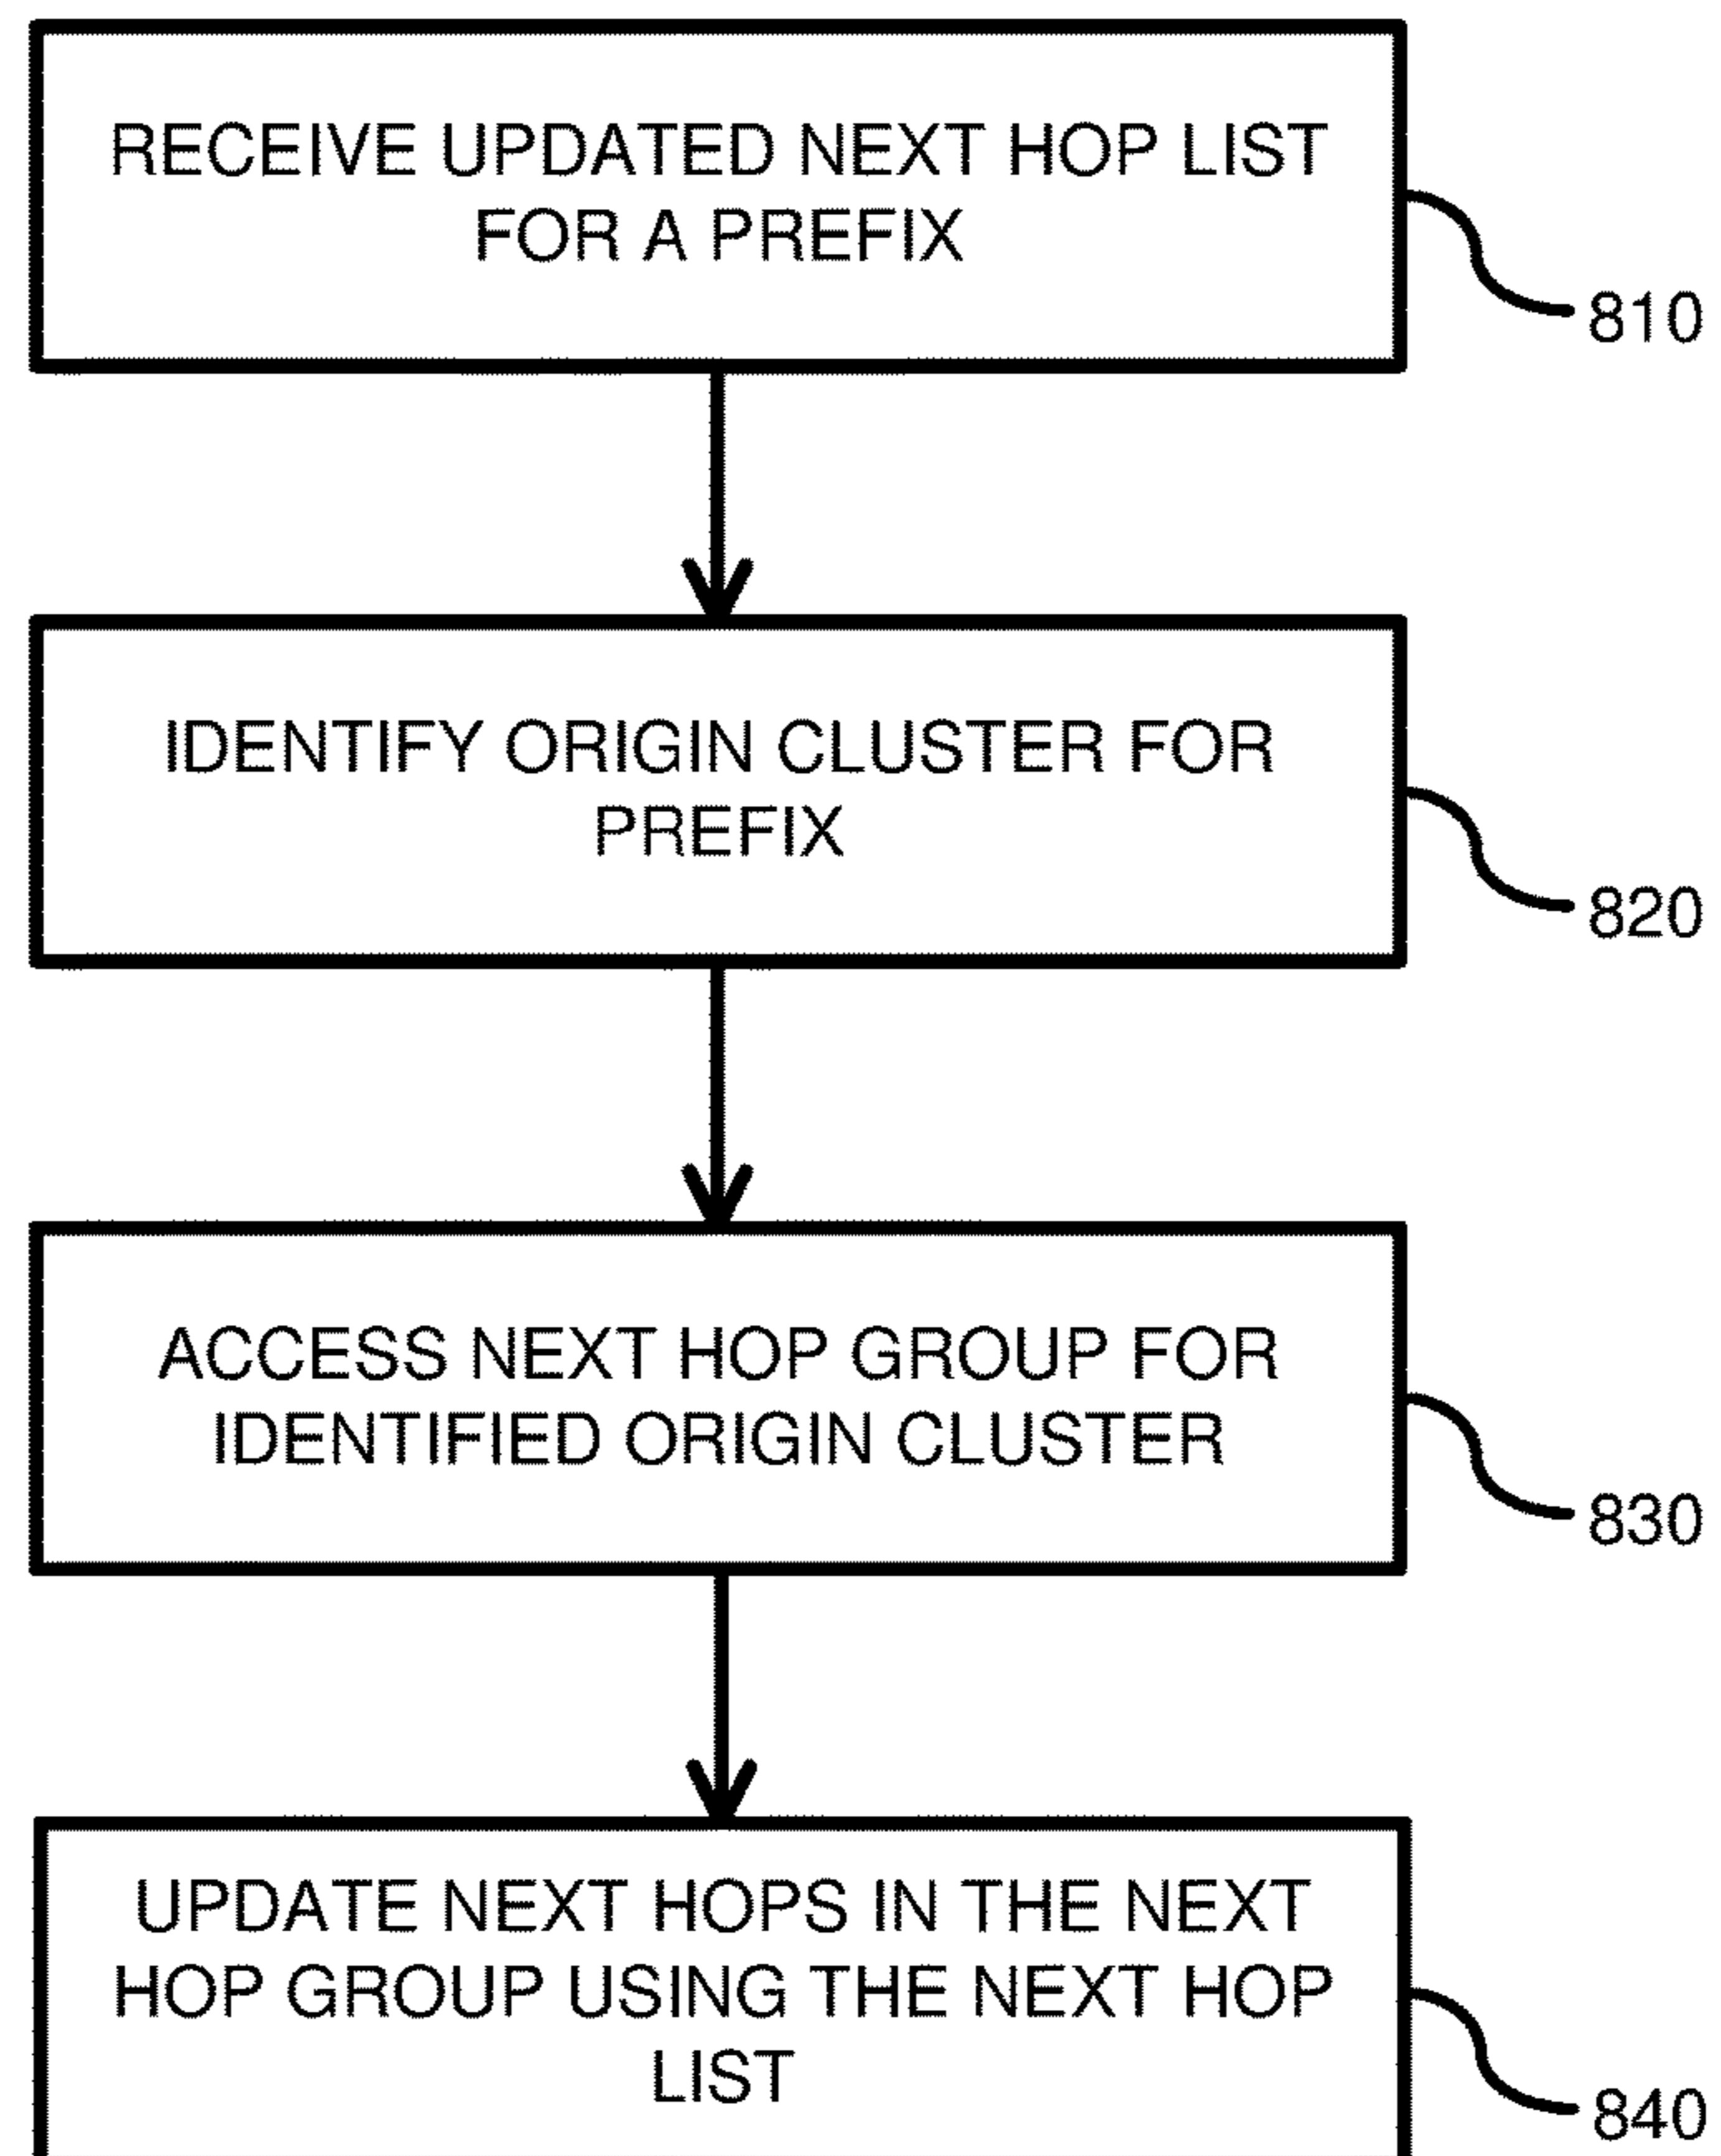 RECEIVE UPDATED NEXT HOP LIST
FOR A PREFIX
810
IDENTIFY ORIGIN CLUSTER FOR
PREFIX
820
ACCESS NEXT HOP GROUP FOR
IDENTIFIED ORIGIN CLUSTER
830
UPDATE NEXT HOPS IN THE NEXT
HOP GROUP USING THE NEXT HOP
LIST
840